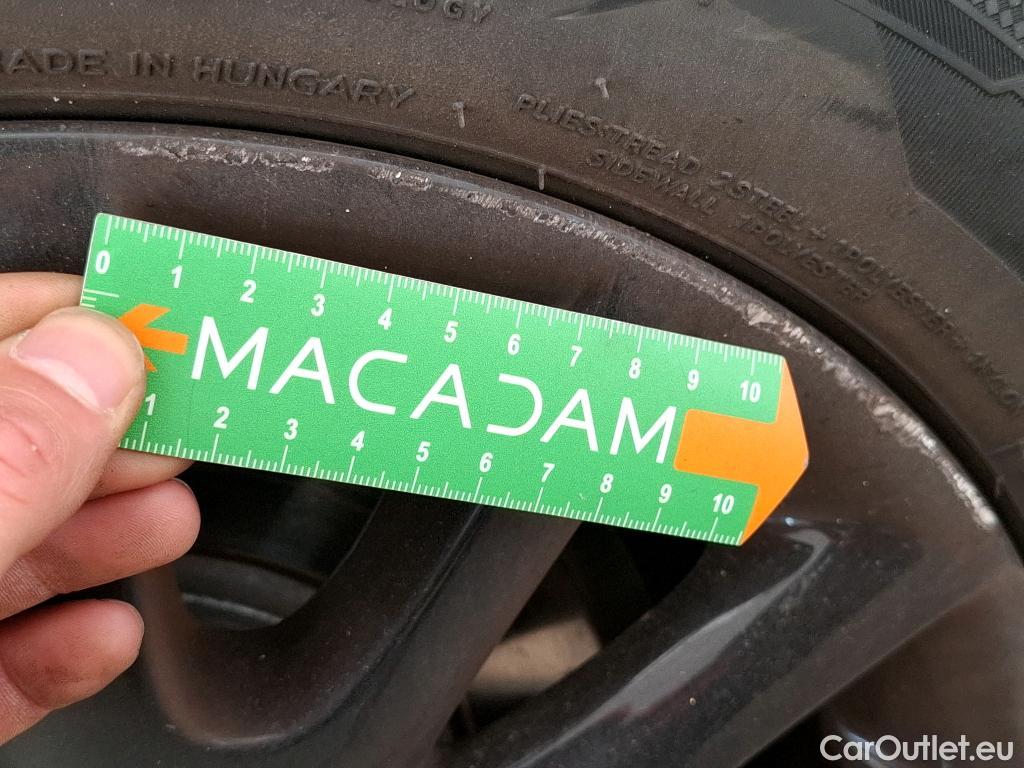 MADE IN HUNGARY
PLIES:TREAD 2STEEL + 1POLYESTER +
SIDEWALL 1POLYESTER
0 1 2 3 4 5 6 7 8 9 10
MACADAM
1 2 3 4 5 6 7 8 9 10
CarOutlet.eu